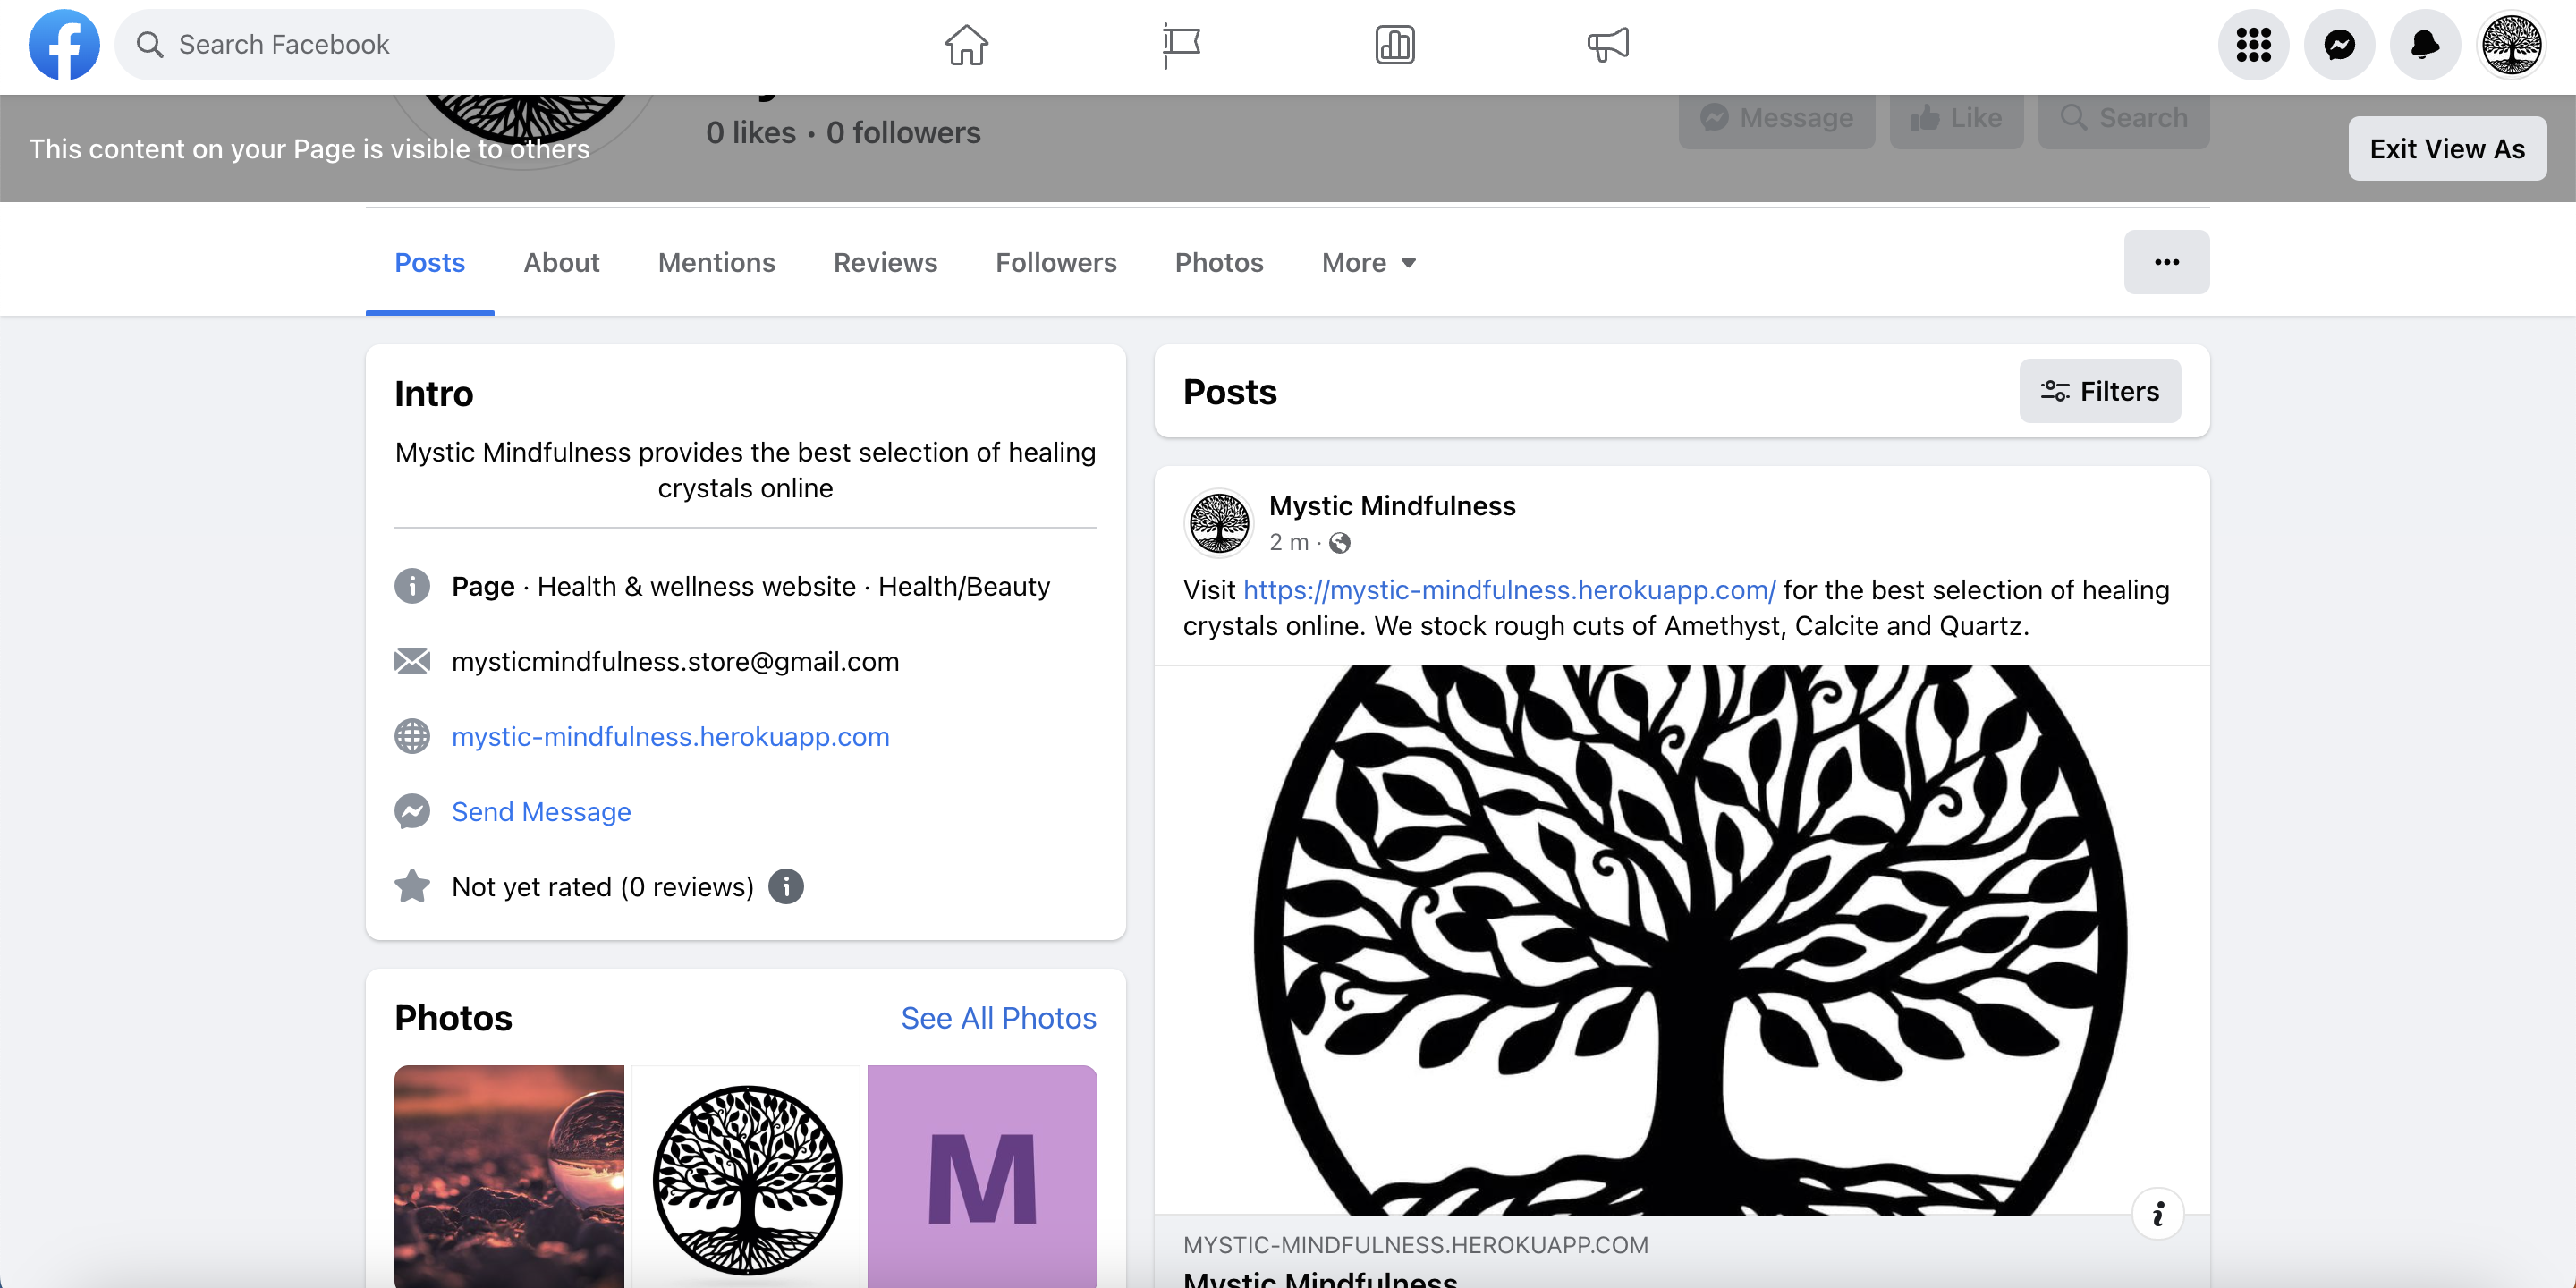 Search Facebook
0 likes · 0 followers
Message
Like
Search
This content on your Page is visible to others
Exit View As
Posts
About
Mentions
Reviews
Followers
Photos
More
Intro
Mystic Mindfulness provides the best selection of healing
crystals online
Page · Health & wellness website · Health/Beauty
mysticmindfulness.store@gmail.com
mystic-mindfulness.herokuapp.com
Send Message
Not yet rated (0 reviews)
Photos
See All Photos
M
Posts
Filters
Mystic Mindfulness
2 m ·
Visit https://mystic-mindfulness.herokuapp.com/ for the best selection of healing
crystals online. We stock rough cuts of Amethyst, Calcite and Quartz.
MYSTIC-MINDFULNESS.HEROKUAPP.COM
Mystic Mindfulness